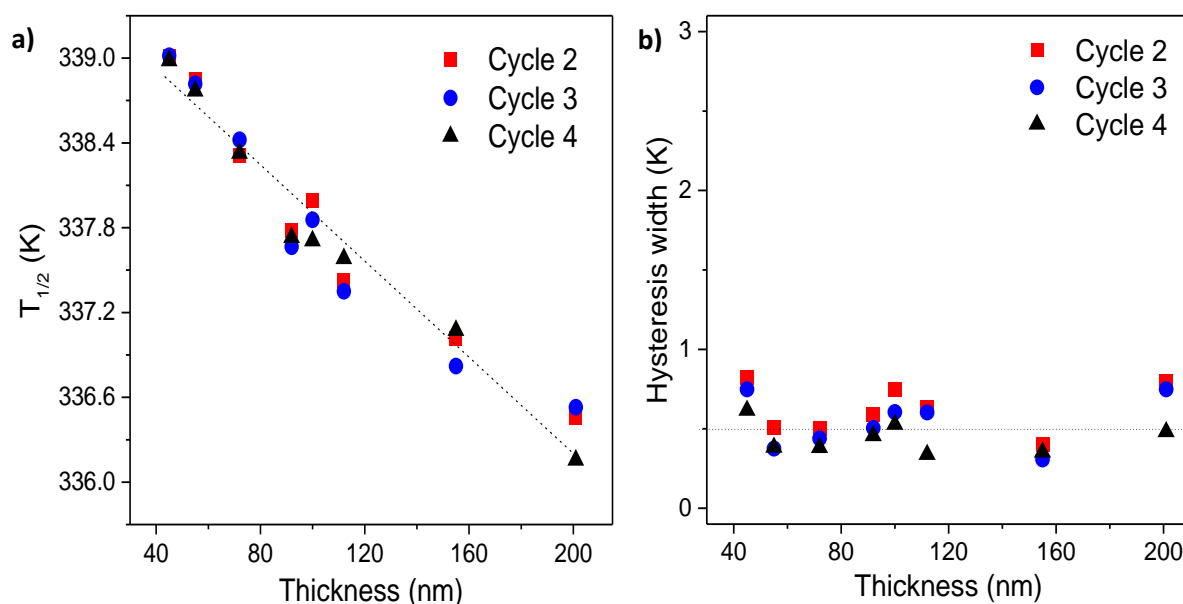 a)
Cycle 2
Cycle 3
Cycle 4
339.0
338.4
337.8
337.2
336.6
336.0
T1/2 (K)
40 80 120 160 200
Thickness (nm)
b)
Cycle 2
Cycle 3
Cycle 4
3
2
1
0
Hysteresis width (K)
40 80 120 160 200
Thickness (nm)